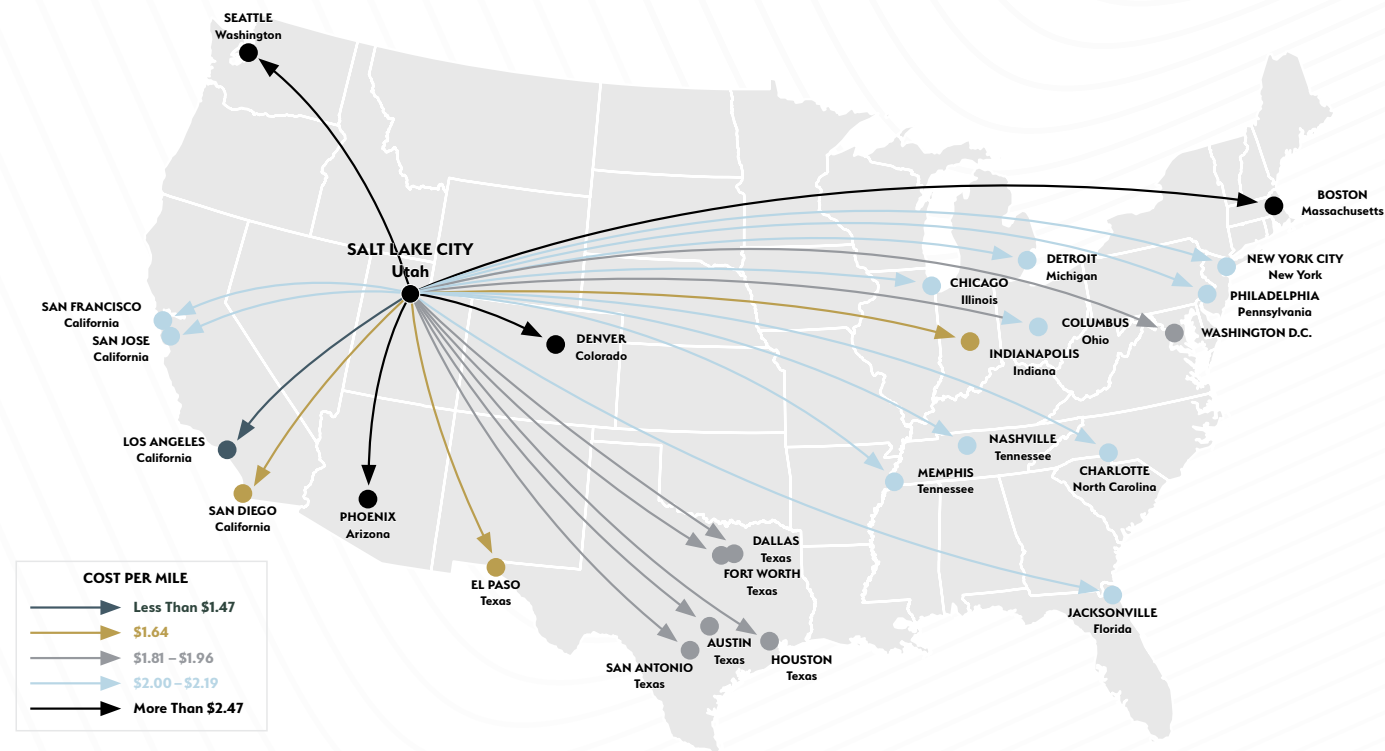 SEATTLE
Washington
BOSTON
Massachusetts
SALT LAKE CITY
Utah
DETROIT
Michigan
NEW YORK CITY
New York
CHICAGO
Illinois
PHILADELPHIA
Pennsylvania
SAN FRANCISCO
California
COLUMBUS
Ohio
WASHINGTON D.C.
SAN JOSE
California
DENVER
Colorado
INDIANAPOLIS
Indiana
LOS ANGELES
California
NASHVILLE
Tennessee
MEMPHIS
Tennessee
CHARLOTTE
North Carolina
SAN DIEGO
California
PHOENIX
Arizona
DALLAS
Texas
FORT WORTH
Texas
EL PASO
Texas
JACKSONVILLE
Florida
AUSTIN
Texas
HOUSTON
Texas
SAN ANTONIO
Texas
COST PER MILE
Less Than $1.47
$1.64
$1.81 – $1.96
$2.00 – $2.19
More Than $2.47